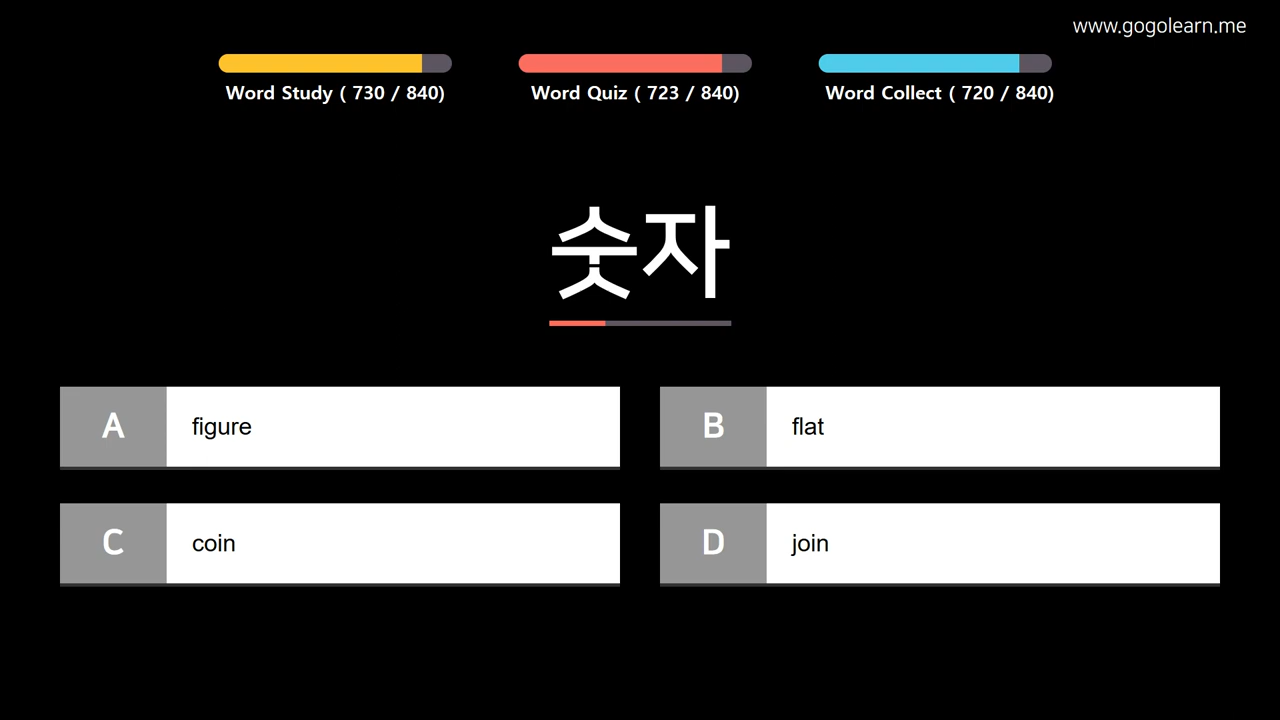 www.gogolearn.me
Word Study ( 730 / 840)
Word Quiz ( 723 / 840)
Word Collect ( 720 / 840)
숫자
A figure
B flat
C coin
D join